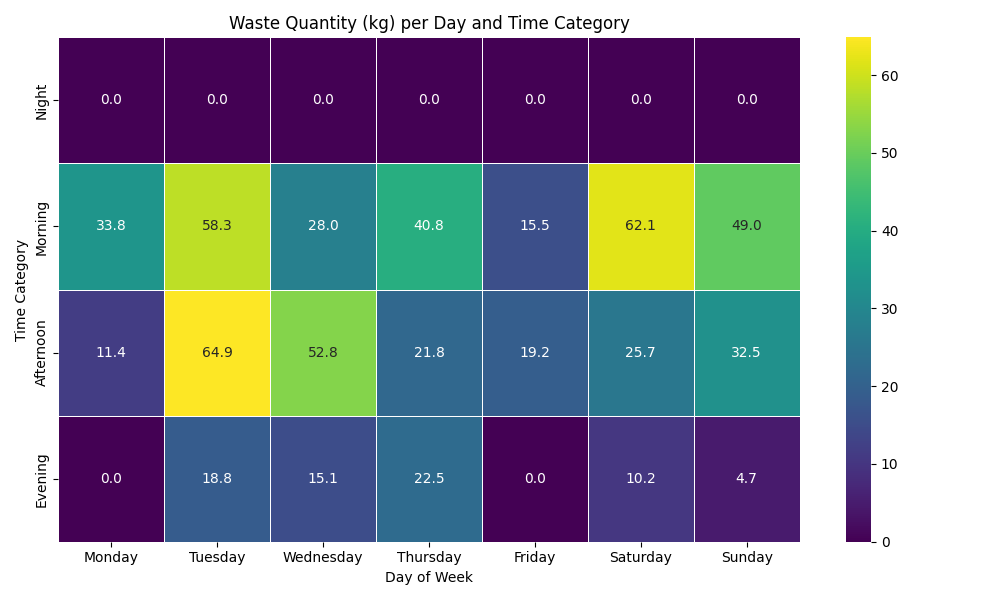 Waste Quantity (kg) per Day and Time Category
Time Category
Night
0.0 0.0 0.0 0.0 0.0 0.0 0.0
Morning
33.8 58.3 28.0 40.8 15.5 62.1 49.0
Afternoon
11.4 64.9 52.8 21.8 19.2 25.7 32.5
Evening
0.0 18.8 15.1 22.5 0.0 10.2 4.7
Monday Tuesday Wednesday Thursday Friday Saturday Sunday
Day of Week
60
50
40
30
20
10
0